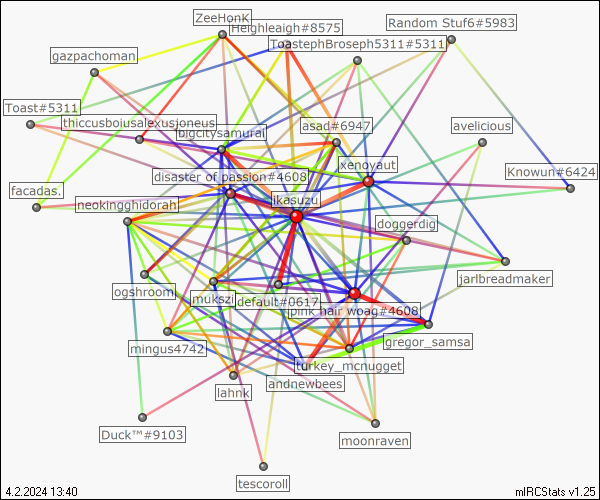 ZeeHonK
Heighleaigh#8575
Random Stuf6#5983
ToastephBroseph5311#5311
gazpachoman
Toast#5311
thiccusboiusalexusjoneus
bigcitysamurai
asad#6947
avelicious
xenoyaut
Knowun#6424
disaster of passion#4608
facadas.
neokingghidorah
ikasuzu
doggerdig
jarlbreadmaker
ogshroom
mukszi
default#0617
pink hair woag#4608
gregor_samsa
mingus4742
turkey_mcnugget
andnewbees
lahnk
Duck™#9103
moonraven
tescoroll
4.2.2024 13:40
mIRCStats v1.25